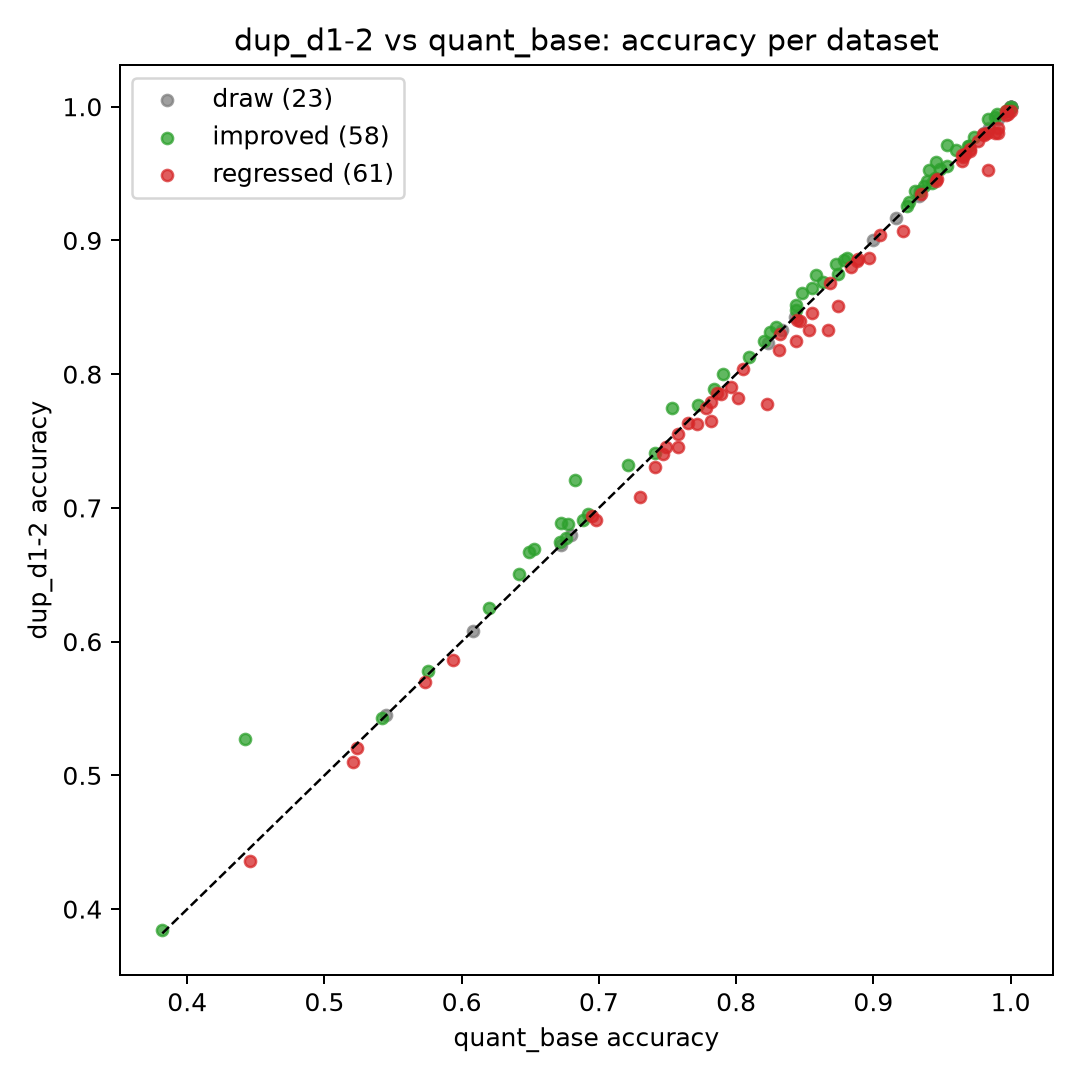 dup_d1-2 vs quant_base: accuracy per dataset
draw (23)
improved (58)
regressed (61)
1.0
0.9
0.8
0.7
0.6
0.5
0.4
dup_d1-2 accuracy
0.4 0.5 0.6 0.7 0.8 0.9 1.0
quant_base accuracy